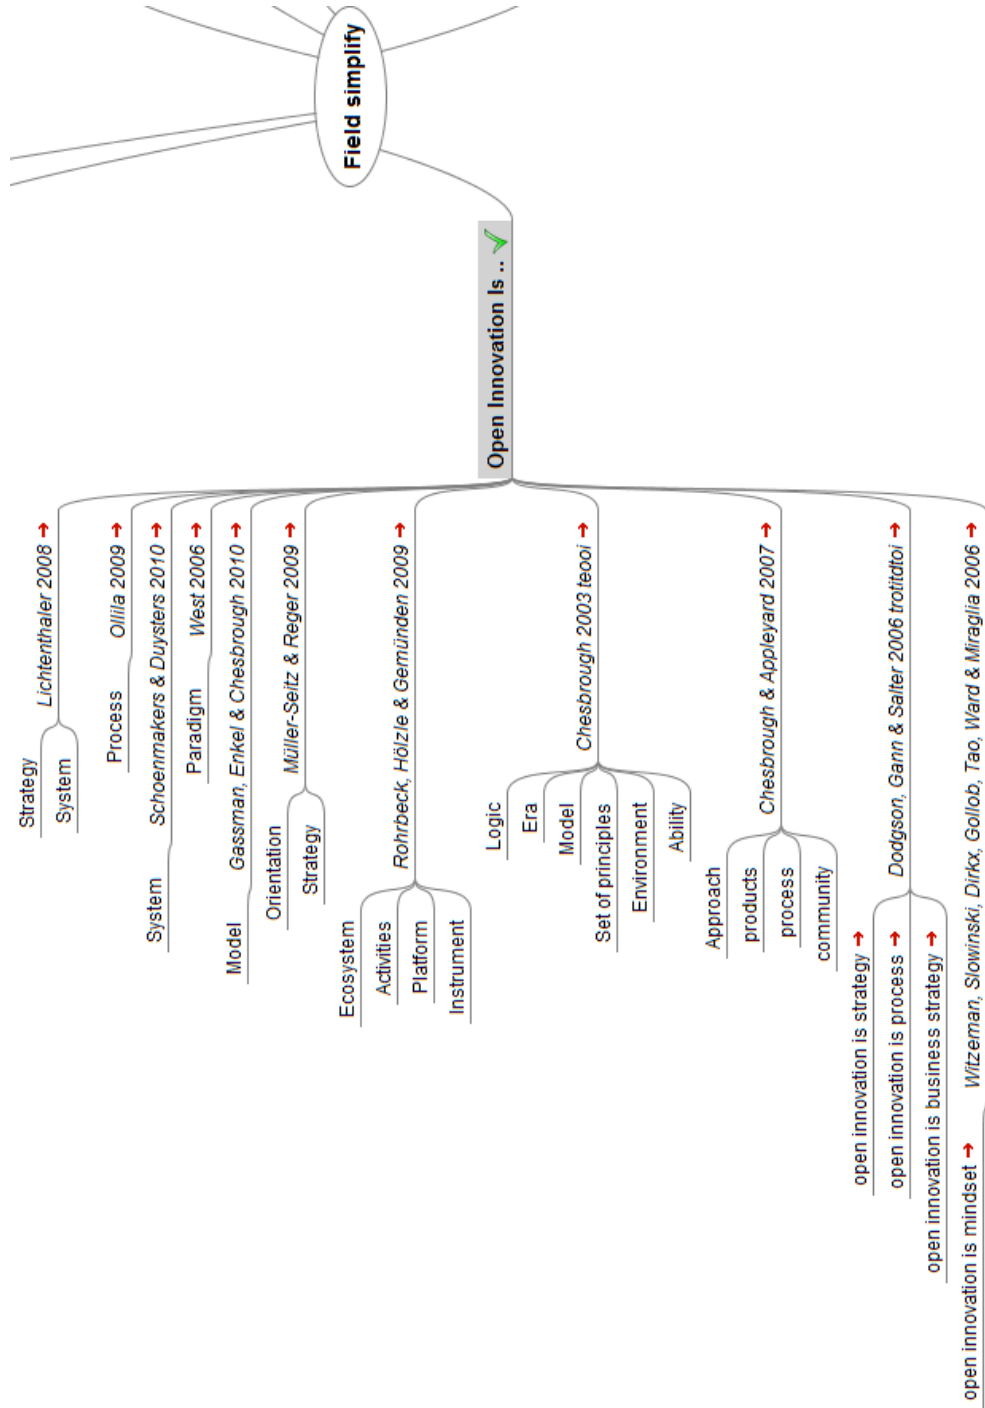 Field simplify
Open Innovation Is ..
Lichtenthaler 2008
Strategy
System
Ollila 2009
Process
Schoenmakers & Duysters 2010
System
West 2006
Paradigm
Gassman, Enkel & Chesbrough 2010
Model
Müller-Seitz & Reger 2009
Orientation
Strategy
Rohrbeck, Hölzle & Gemünden 2009
Ecosystem
Activities
Platform
Instrument
Chesbrough 2003 teooi
Logic
Era
Model
Set of principles
Environment
Ability
Chesbrough & Appleyard 2007
Approach
products
process
community
Dodgson, Gann & Salter 2006 trotitdtoi
open innovation is strategy
open innovation is process
open innovation is business strategy
Witzeman, Slowinski, Dirkx, Gollob, Tao, Ward & Miraglia 2006
open innovation is mindset